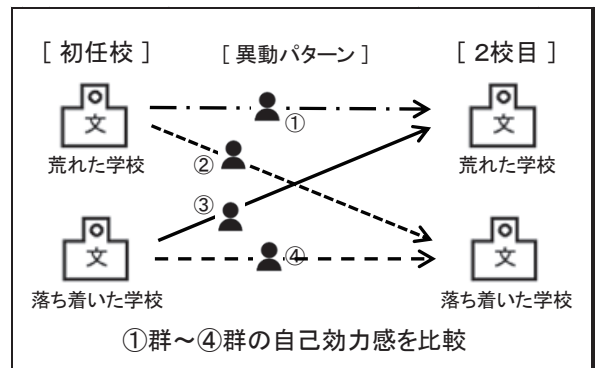 [ 初任校 ] [ 異動パターン ] [ 2校目 ]
文 ① 文
荒れた学校 ② 荒れた学校
③
文 ④ 文
落ち着いた学校 落ち着いた学校
①群～④群の自己効力感を比較